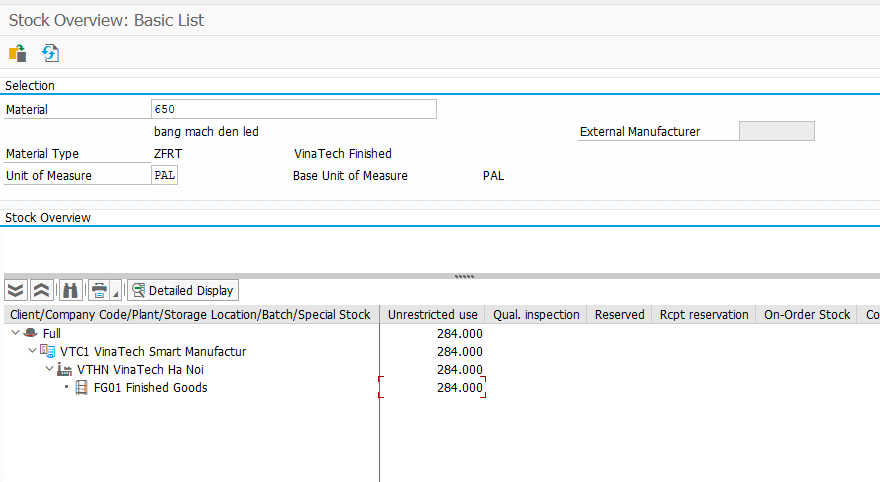 Stock Overview: Basic List
Selection
Material 650
bang mach den led External Manufacturer
Material Type ZFRT VinaTech Finished
Unit of Measure PAL Base Unit of Measure PAL
Stock Overview
Detailed Display
Client/Company Code/Plant/Storage Location/Batch/Special Stock Unrestricted use Qual. inspection Reserved Rcpt reservation On-Order Stock Co
Full 284.000
VTC1 VinaTech Smart Manufactur 284.000
VTHN VinaTech Ha Noi 284.000
FG01 Finished Goods 284.000